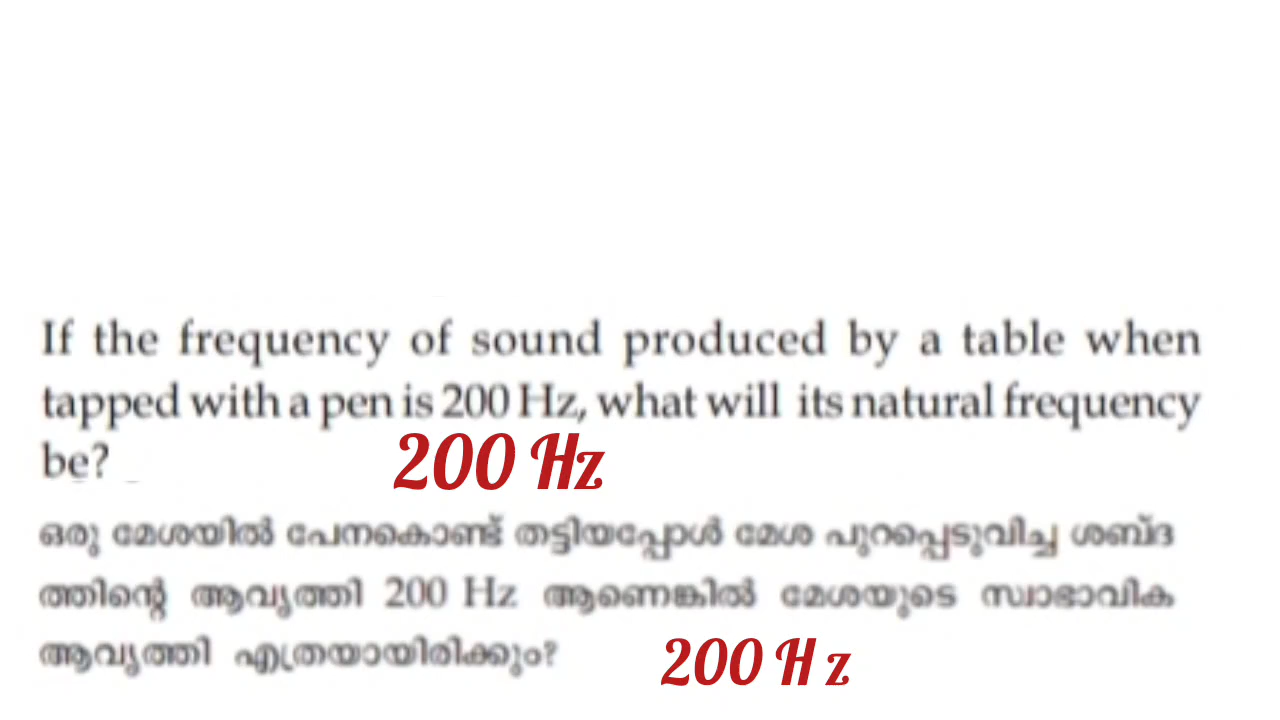 If the frequency of sound produced by a table when
tapped with a pen is 200 Hz, what will its natural frequency
be?
200 Hz
ഒരു മേശയിൽ പേനകൊണ്ട് തട്ടിയപ്പോൾ മേശ പുറപ്പെടുവിച്ച ശബ്ദ
ത്തിന്റെ ആവൃത്തി 200 Hz ആണെങ്കിൽ മേശയുടെ സ്വാഭാവിക
ആവൃത്തി എത്രയായിരിക്കും?
200 H z